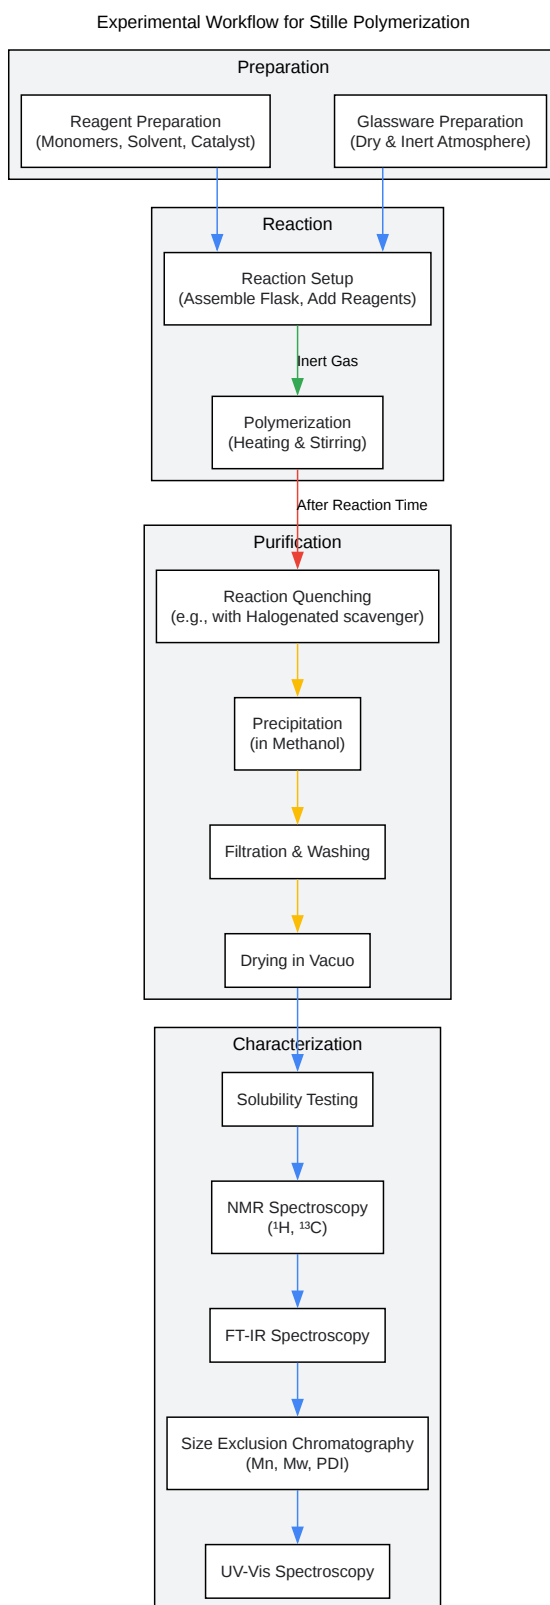 Experimental Workflow for Stille Polymerization
Preparation
Reagent Preparation
(Monomers, Solvent, Catalyst)
Glassware Preparation
(Dry & Inert Atmosphere)
Reaction
Reaction Setup
(Assemble Flask, Add Reagents)
Inert Gas
Polymerization
(Heating & Stirring)
After Reaction Time
Purification
Reaction Quenching
(e.g., with Halogenated scavenger)
Precipitation
(in Methanol)
Filtration & Washing
Drying in Vacuo
Characterization
Solubility Testing
NMR Spectroscopy
(¹H, ¹³C)
FT-IR Spectroscopy
Size Exclusion Chromatography
(Mn, Mw, PDI)
UV-Vis Spectroscopy